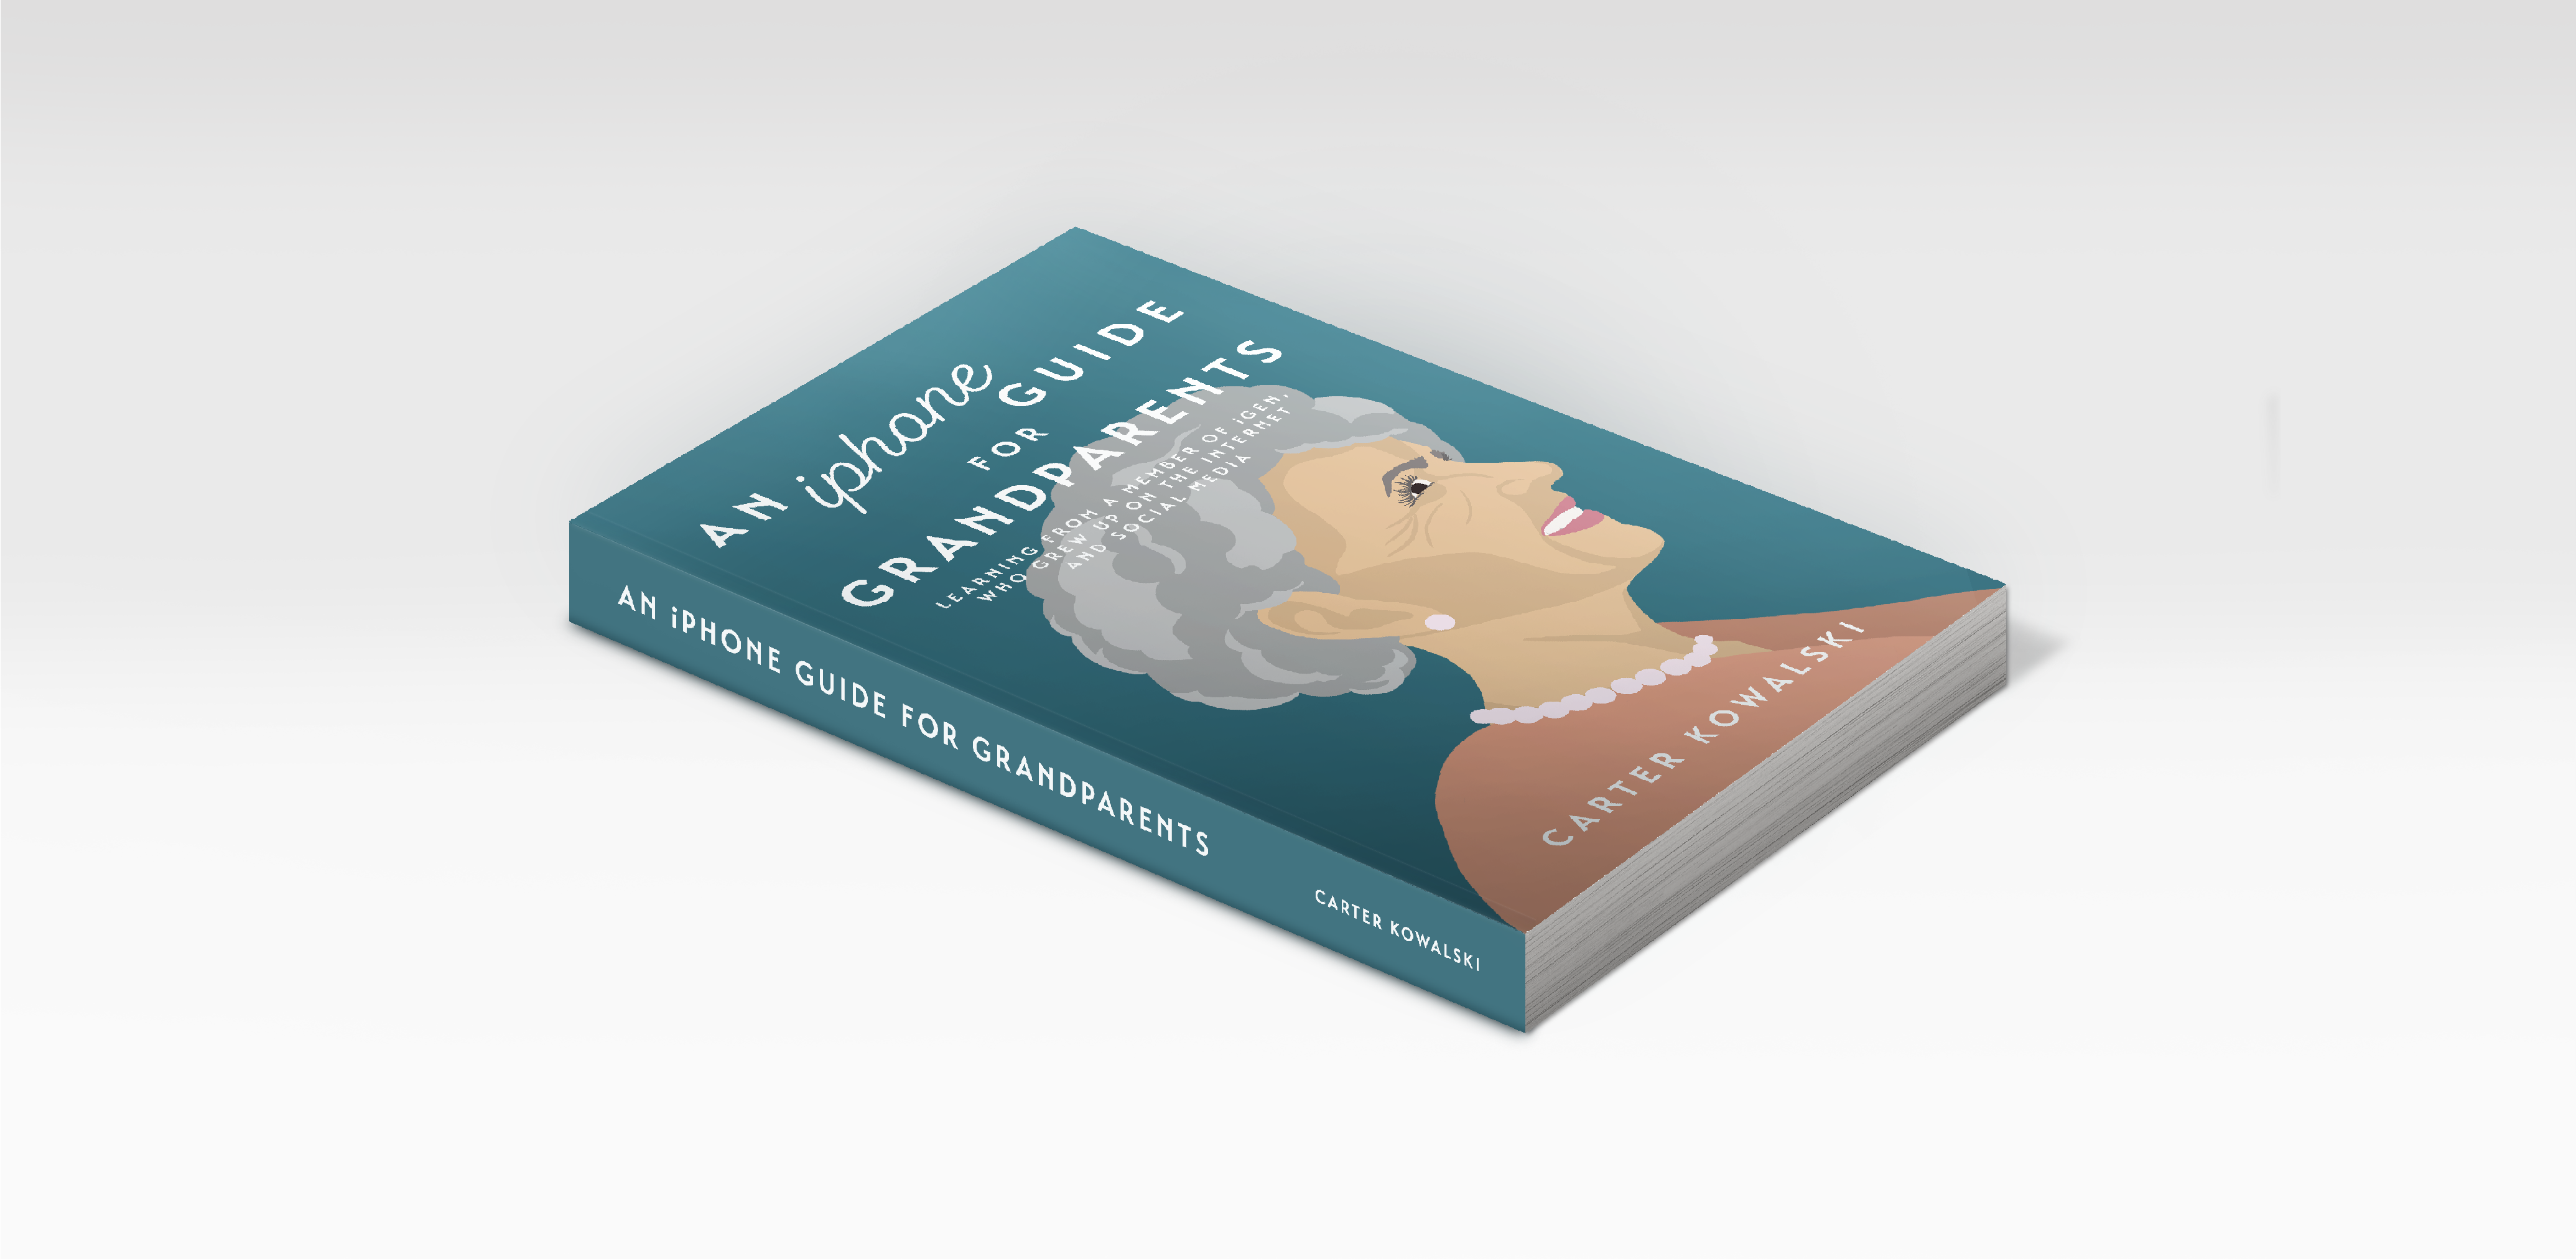 AN iphone GUIDE
FOR
GRANDPARENTS
LEARNING FROM A MEMBER OF iGEN,
WHO GREW UP ON THE INTERNET
AND SOCIAL MEDIA
CARTER KOWALSKI
AN iPHONE GUIDE FOR GRANDPARENTS
CARTER KOWALSKI